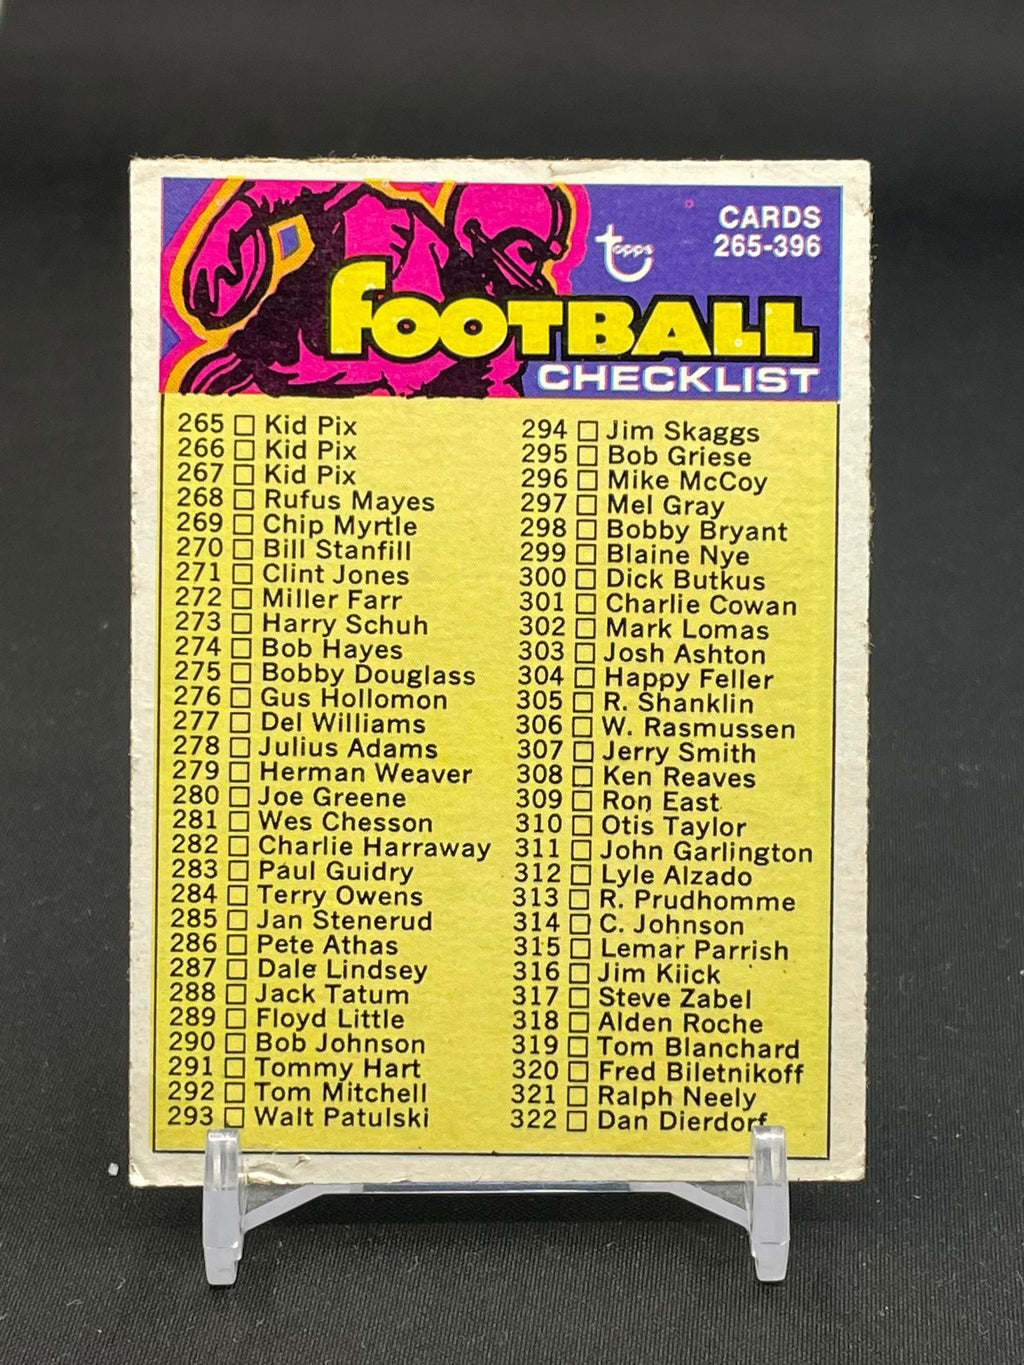 CARDS
265-396
topps
FOOTBALL
CHECKLIST
265 Kid Pix
266 Kid Pix
267 Kid Pix
268 Rufus Mayes
269 Chip Myrtle
270 Bill Stanfill
271 Clint Jones
272 Miller Farr
273 Harry Schuh
274 Bob Hayes
275 Bobby Douglass
276 Gus Hollomon
277 Del Williams
278 Julius Adams
279 Herman Weaver
280 Joe Greene
281 Wes Chesson
282 Charlie Harraway
283 Paul Guidry
284 Terry Owens
285 Jan Stenerud
286 Pete Athas
287 Dale Lindsey
288 Jack Tatum
289 Floyd Little
290 Bob Johnson
291 Tommy Hart
292 Tom Mitchell
293 Walt Patulski
294 Jim Skaggs
295 Bob Griese
296 Mike McCoy
297 Mel Gray
298 Bobby Bryant
299 Blaine Nye
300 Dick Butkus
301 Charlie Cowan
302 Mark Lomas
303 Josh Ashton
304 Happy Feller
305 R. Shanklin
306 W. Rasmussen
307 Jerry Smith
308 Ken Reaves
309 Ron East
310 Otis Taylor
311 John Garlington
312 Lyle Alzado
313 R. Prudhomme
314 C. Johnson
315 Lemar Parrish
316 Jim Kiick
317 Steve Zabel
318 Alden Roche
319 Tom Blanchard
320 Fred Biletnikoff
321 Ralph Neely
322 Dan Dierdorf